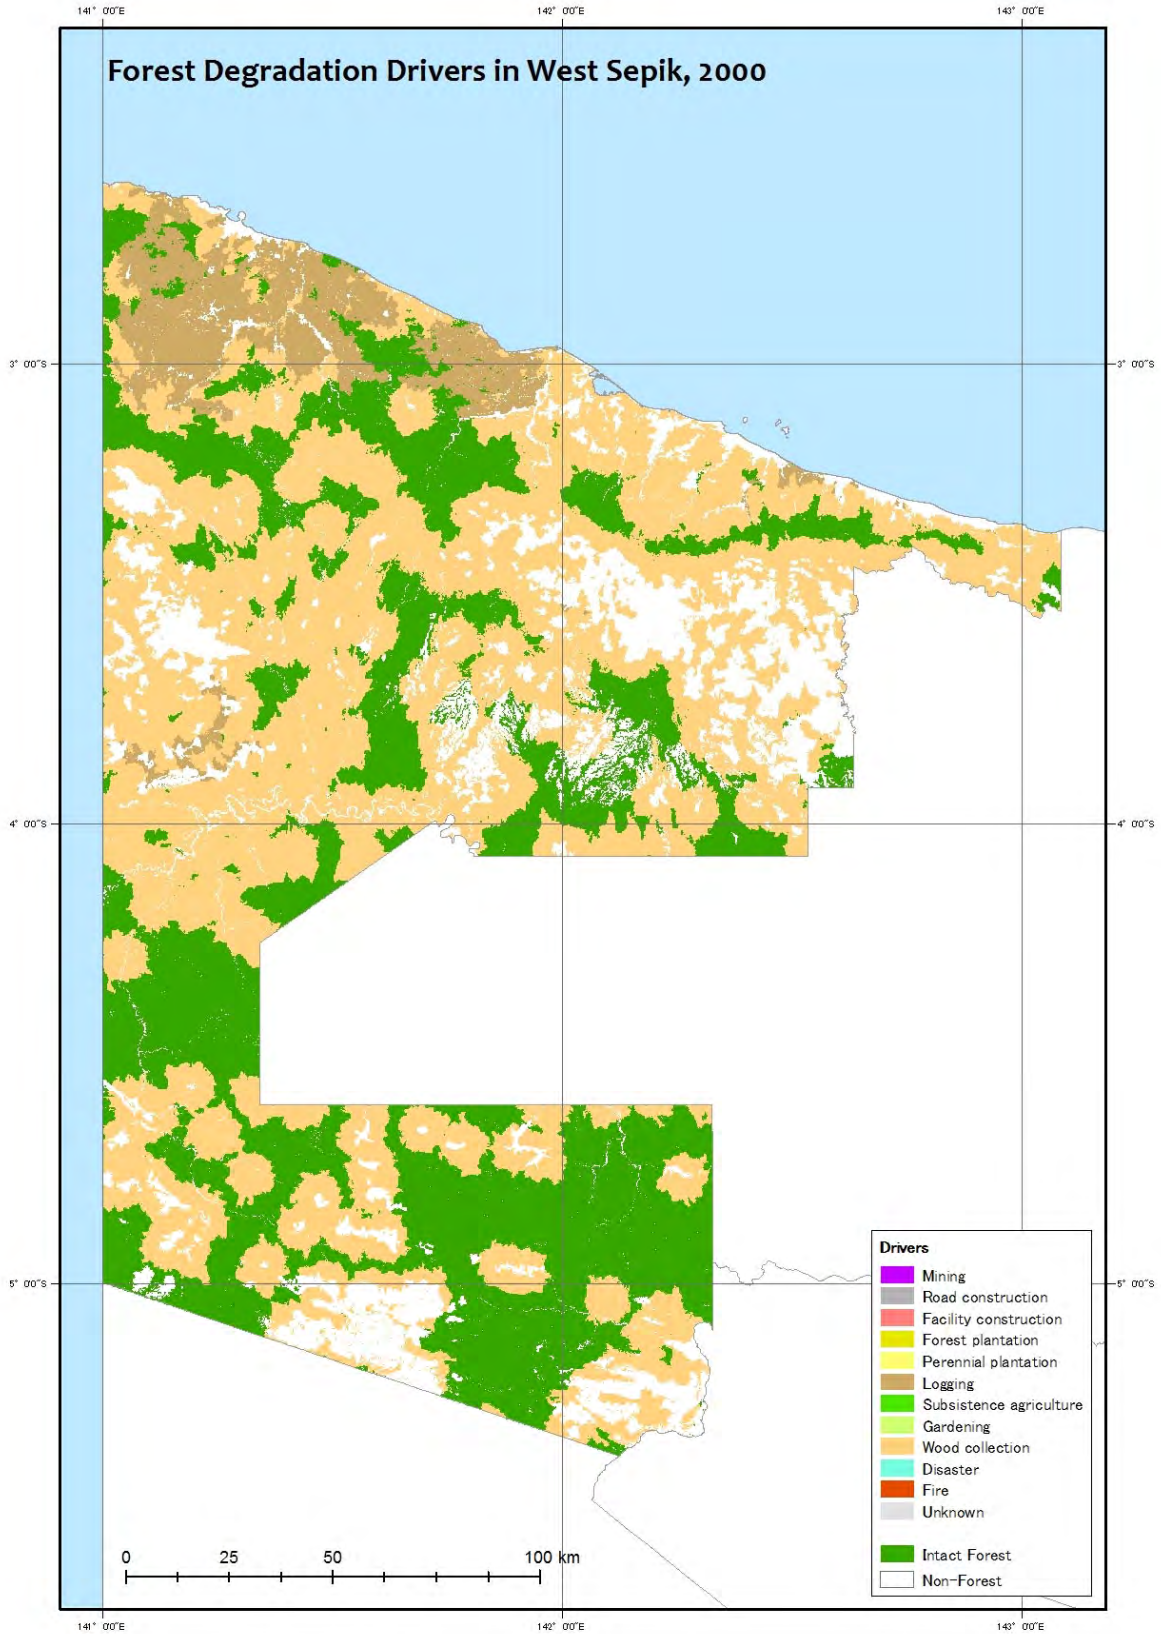 141° 0'0"E 142° 0'0"E 143° 0'0"E
Forest Degradation Drivers in West Sepik, 2000
3° 0'0"S 3° 0'0"S
4° 0'0"S 4° 0'0"S
5° 0'0"S 5° 0'0"S
Drivers
Mining
Road construction
Facility construction
Forest plantation
Perennial plantation
Logging
Subsistence agriculture
Gardening
Wood collection
Disaster
Fire
Unknown
Intact Forest
Non-Forest
0 25 50 100 km
141° 0'0"E 142° 0'0"E 143° 0'0"E